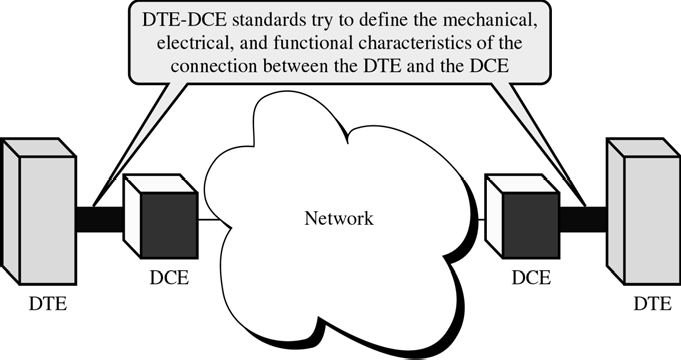 DTE-DCE standards try to define the mechanical,
electrical, and functional characteristics of the
connection between the DTE and the DCE
Network
DTE
DCE
DCE
DTE